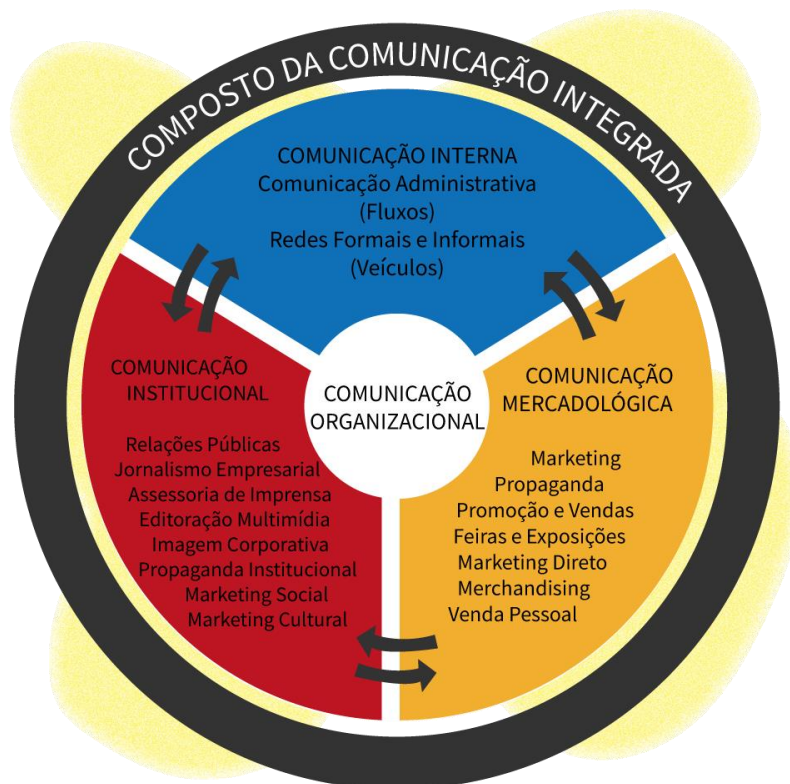 COMPOSTO DA COMUNICAÇÃO INTEGRADA
COMUNICAÇÃO INTERNA
Comunicação Administrativa
(Fluxos)
Redes Formais e Informais
(Veículos)
COMUNICAÇÃO
INSTITUCIONAL
Relações Públicas
Jornalismo Empresarial
Assessoria de Imprensa
Editoração Multimídia
Imagem Corporativa
Propaganda Institucional
Marketing Social
Marketing Cultural
COMUNICAÇÃO
ORGANIZACIONAL
COMUNICAÇÃO
MERCADOLÓGICA
Marketing
Propaganda
Promoção e Vendas
Feiras e Exposições
Marketing Direto
Merchandising
Venda Pessoal